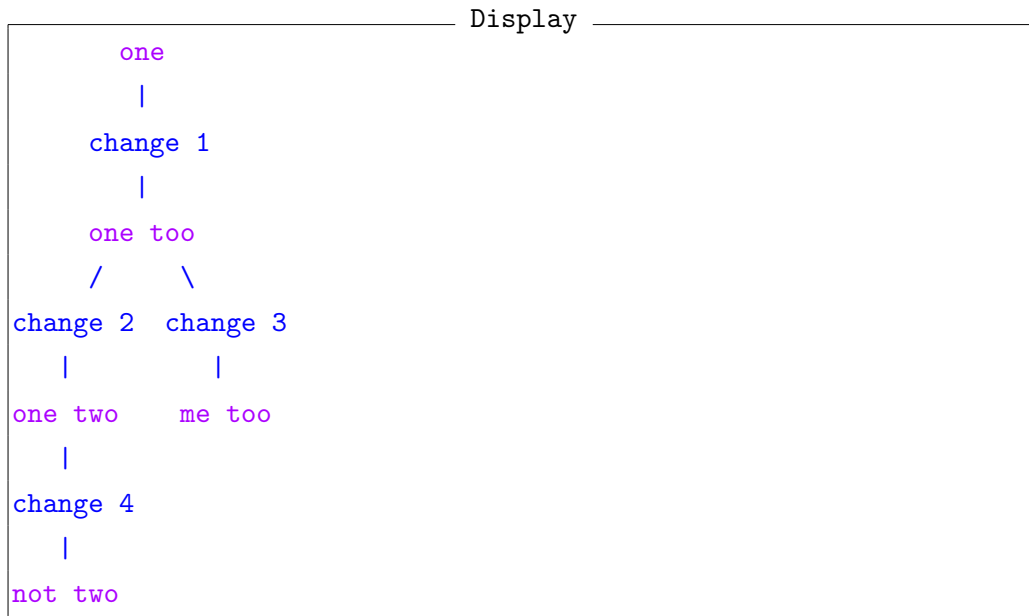 Display
one
|
change 1
|
one too
/ \
change 2 change 3
| |
one two me too
|
change 4
|
not two